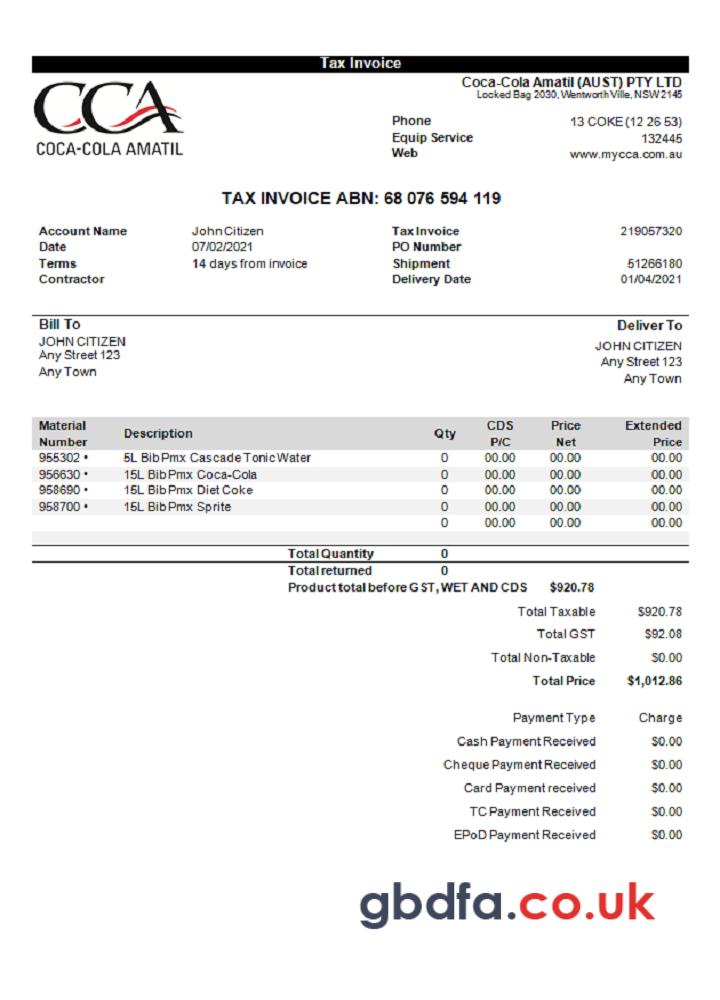 Tax Invoice
CCA
COCA-COLA AMATIL
Coca-Cola Amatil (AUST) PTY LTD
Locked Bag 2030, Wentworth Ville, NSW 2145
Phone 13 COKE (12 26 53)
Equip Service 132445
Web www.mycca.com.au
TAX INVOICE ABN: 68 076 594 119
Account Name John Citizen Tax Invoice 219057320
Date 07/02/2021 PO Number
Terms 14 days from invoice Shipment 51266180
Contractor Delivery Date 01/04/2021
Bill To Deliver To
JOHN CITIZEN JOHN CITIZEN
Any Street 123 Any Street 123
Any Town Any Town
Material Number Description Qty CDS P/C Price Net Extended Price
955302 • 5L Bib Pmx Cascade Tonic Water 0 00.00 00.00 00.00
956630 • 15L Bib Pmx Coca-Cola 0 00.00 00.00 00.00
958690 • 15L Bib Pmx Diet Coke 0 00.00 00.00 00.00
958700 • 15L Bib Pmx Sprite 0 00.00 00.00 00.00
0 00.00 00.00 00.00
Total Quantity 0
Total returned 0
Product total before GST, WET AND CDS $920.78
Total Taxable $920.78
Total GST $92.08
Total Non-Taxable $0.00
Total Price $1,012.86
Payment Type Charge
Cash Payment Received $0.00
Cheque Payment Received $0.00
Card Payment received $0.00
TC Payment Received $0.00
EPoD Payment Received $0.00
gbdfa.co.uk